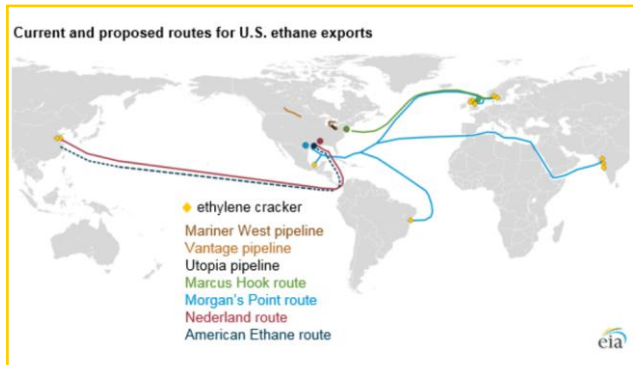 Current and proposed routes for U.S. ethane exports
ethylene cracker
Mariner West pipeline
Vantage pipeline
Utopia pipeline
Marcus Hook route
Morgan's Point route
Nederland route
American Ethane route
eia